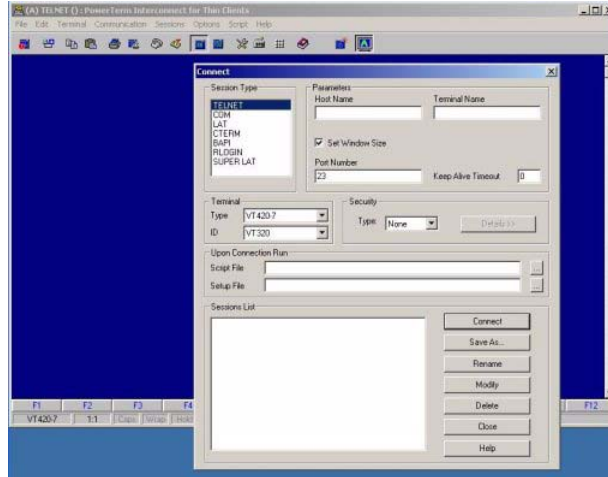 (A) TELNET () : PowerTerm Interconnect for Thin Clients
File Edit Terminal Communication Sessions Options Script Help
Connect
Session Type
TELNET
COM
LAT
CTERM
BAPI
RLOGIN
SUPER LAT
Parameters
Host Name Terminal Name
Set Window Size
Port Number
23 Keep Alive Timeout 0
Terminal
Type VT420-7
ID VT320
Security
Type: None Details >>
Upon Connection Run
Script File ...
Setup File ...
Sessions List
Connect
Save As...
Rename
Modify
Delete
Close
Help
F1 F2 F3 F4 F12
VT420-7 1:1 Caps Wrap Hold